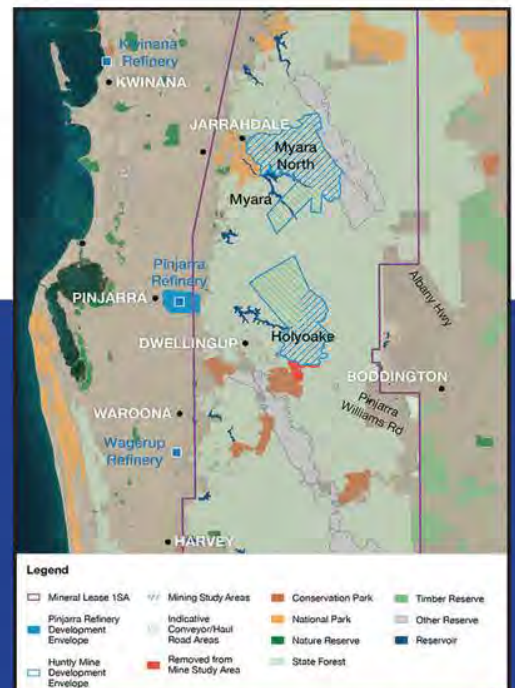 Kwinana
Refinery
KWINANA
JARRAHDALE
Myara
North
Myara
Pinjarra
Refinery
PINJARRA
Albany Hwy
DWELLINGUP
Holyoake
BODDINGTON
Pinjarra
Williams Rd
WAROONA
Wagerup
Refinery
HARVEY
Legend
Mineral Lease 1SA
Pinjarra Refinery
Development
Envelope
Huntly Mine
Development
Envelope
Mining Study Areas
Indicative
Conveyor/Haul
Road Areas
Removed from
Mine Study Area
Conservation Park
National Park
Nature Reserve
State Forest
Timber Reserve
Other Reserve
Reservoir